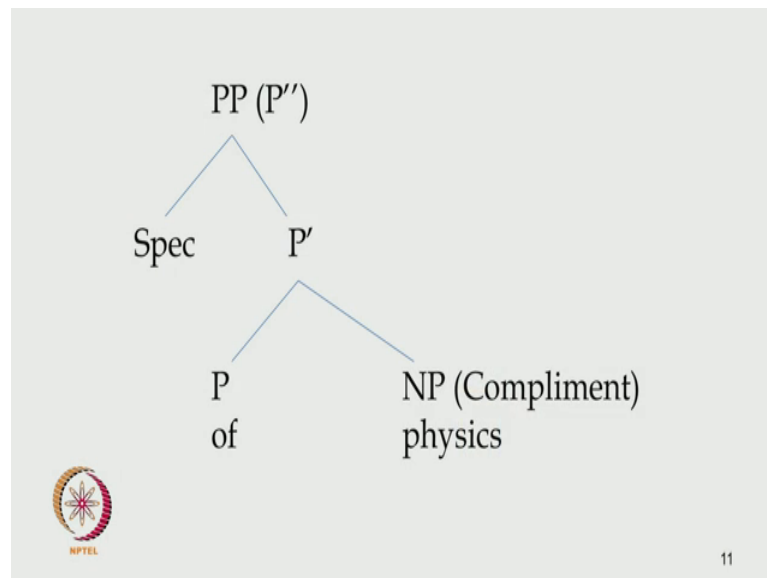 PP (P′′)
Spec P′
P NP (Compliment)
of physics
NPTEL
11